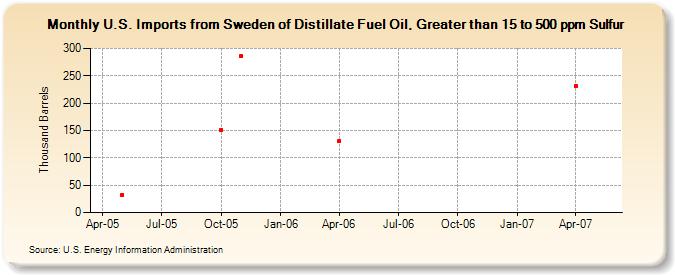 Monthly U.S. Imports from Sweden of Distillate Fuel Oil, Greater than 15 to 500 ppm Sulfur
Thousand Barrels
300
250
200
150
100
50
0
Apr-05 Jul-05 Oct-05 Jan-06 Apr-06 Jul-06 Oct-06 Jan-07 Apr-07
Source: U.S. Energy Information Administration